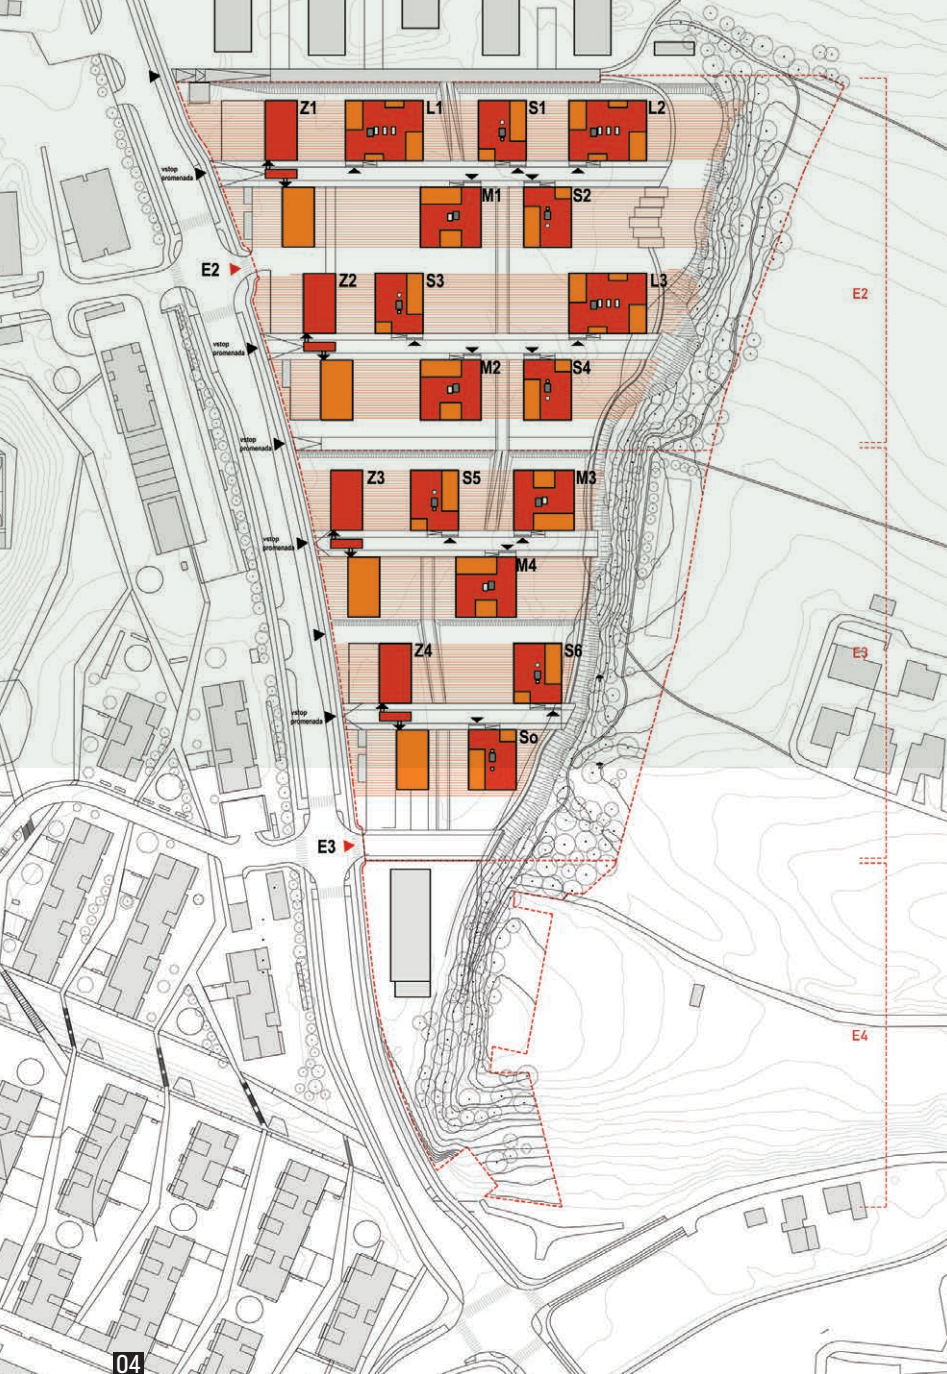 Z1
L1
S1
L2
vstop
promenada
M1
S2
E2
Z2
S3
L3
E2
vstop
promenada
M2
S4
vstop
promenada
Z3
S5
M3
vstop
promenada
M4
Z4
S6
E3
vstop
promenada
So
E3
E4
04